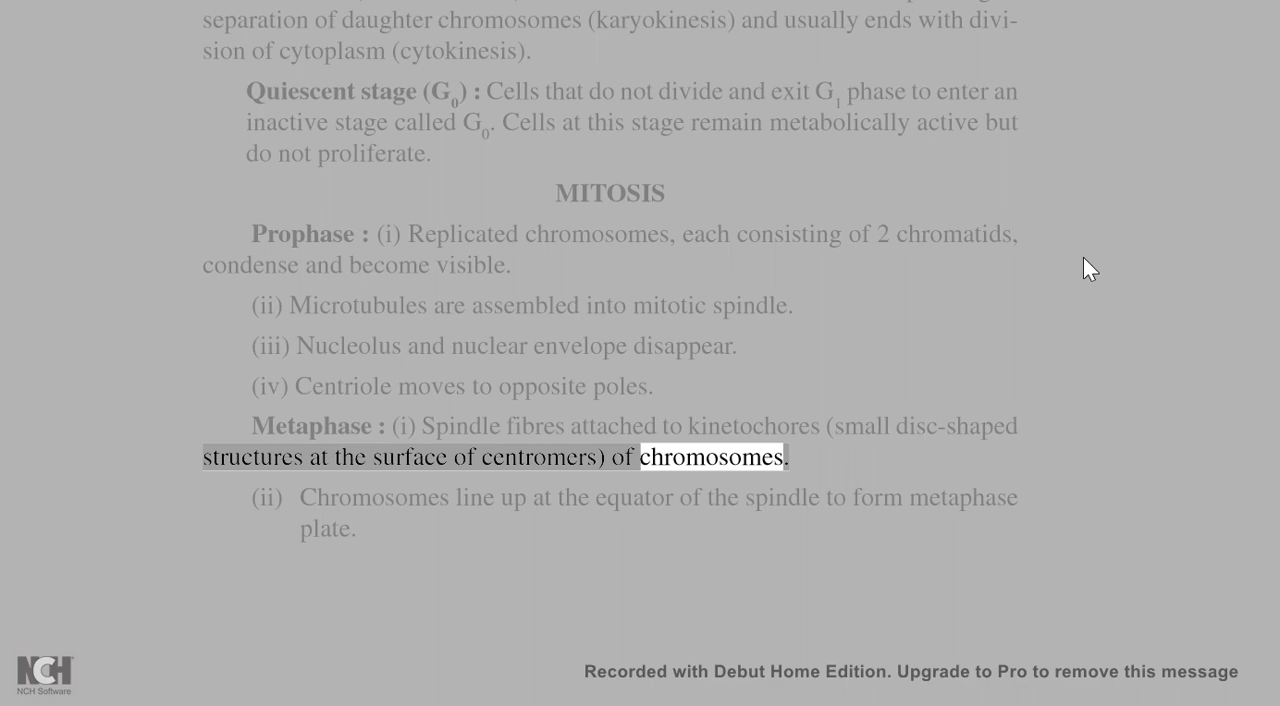 separation of daughter chromosomes (karyokinesis) and usually ends with divi-
sion of cytoplasm (cytokinesis).
Quiescent stage (G0) : Cells that do not divide and exit G1 phase to enter an
inactive stage called G0. Cells at this stage remain metabolically active but
do not proliferate.
MITOSIS
Prophase : (i) Replicated chromosomes, each consisting of 2 chromatids,
condense and become visible.
(ii) Microtubules are assembled into mitotic spindle.
(iii) Nucleolus and nuclear envelope disappear.
(iv) Centriole moves to opposite poles.
Metaphase : (i) Spindle fibres attached to kinetochores (small disc-shaped
structures at the surface of centromers) of chromosomes.
(ii) Chromosomes line up at the equator of the spindle to form metaphase
plate.
NCH
NCH Software
Recorded with Debut Home Edition. Upgrade to Pro to remove this message